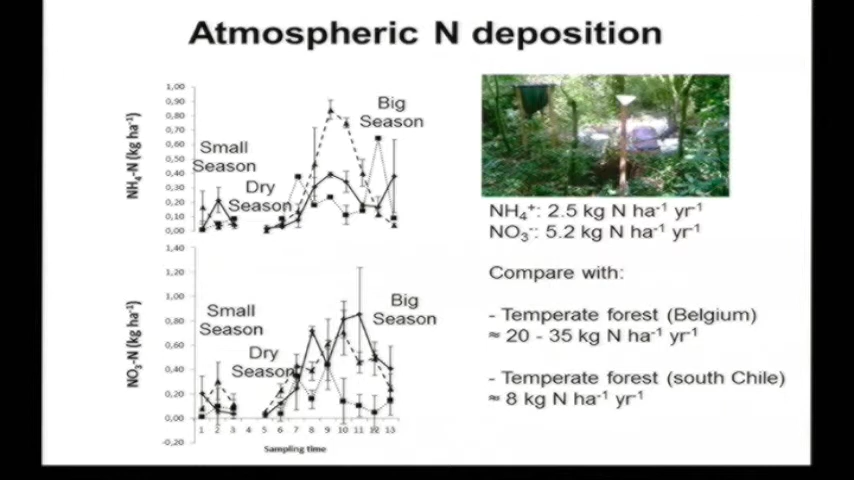 Atmospheric N deposition
1,00
0,90
0,80
0,70
0,60
0,50
0,40
0,30
0,20
0,10
0,00
NH₄-N (kg ha⁻¹)
Small
Season
Dry
Season
Big
Season
1,40
1,20
1,00
0,80
0,60
0,40
0,20
0,00
-0,20
NO₃-N (kg ha⁻¹)
Small
Season
Dry
Season
Big
Season
1 2 3 4 5 6 7 8 9 10 11 12 13
Sampling time
NH₄⁺: 2.5 kg N ha⁻¹ yr⁻¹
NO₃⁻: 5.2 kg N ha⁻¹ yr⁻¹
Compare with:
- Temperate forest (Belgium)
≈ 20 - 35 kg N ha⁻¹ yr⁻¹
- Temperate forest (south Chile)
≈ 8 kg N ha⁻¹ yr⁻¹